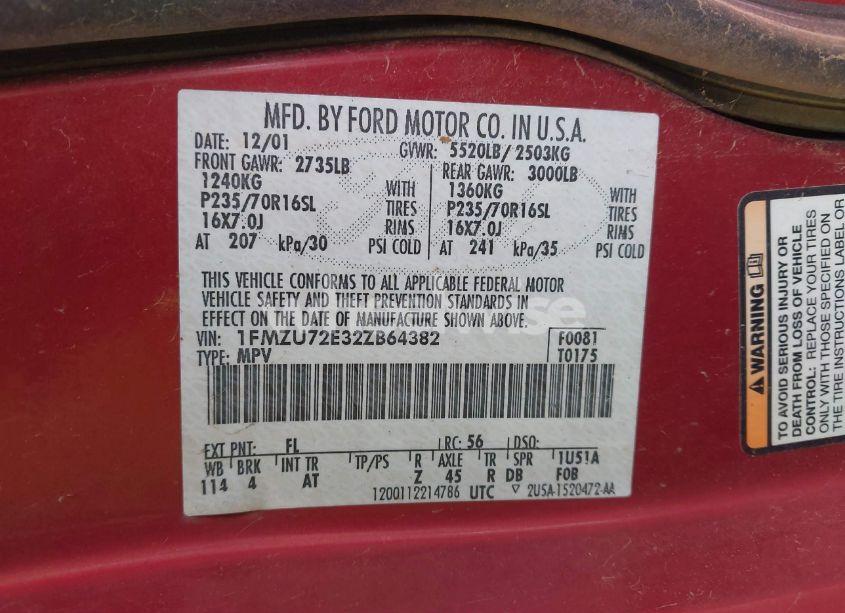 MFD. BY FORD MOTOR CO. IN U.S.A.
DATE: 12/01 GVWR: 5520LB/ 2503KG
FRONT GAWR: 2735LB REAR GAWR: 3000LB
1240KG WITH 1360KG WITH
P235/70R16SL TIRES P235/70R16SL TIRES
16X7.0J RIMS 16X7.0J RIMS
AT 207 kPa/30 PSI COLD AT 241 kPa/35 PSI COLD
THIS VEHICLE CONFORMS TO ALL APPLICABLE FEDERAL MOTOR
VEHICLE SAFETY AND THEFT PREVENTION STANDARDS IN
EFFECT ON THE DATE OF MANUFACTURE SHOWN ABOVE.
VIN: 1FMZU72E32ZB64382 F0081
TYPE: MPV T0175
EXT PNT: FL RC: 56 DSO:
WB BRK INT TR TP/PS R AXLE TR SPR 1U51A
114 4 AT Z 45 R DB FOB
1200112214786 UTC ▽ 2U5A-1520472-AA
WARNING
TO AVOID SERIOUS INJURY OR
DEATH FROM LOSS OF VEHICLE
CONTROL: REPLACE YOUR TIRES
ONLY WITH THOSE SPECIFIED ON
THE TIRE INSTRUCTIONS LABEL OR